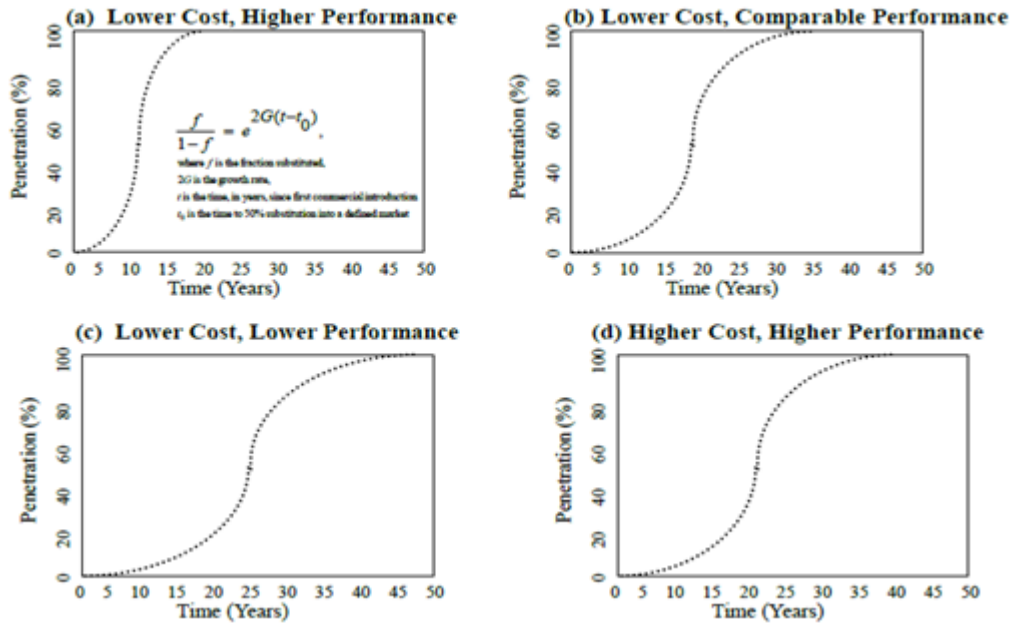 (a) Lower Cost, Higher Performance
Penetration (%)
100
80
60
40
20
0
f/(1−f) = e^{2G(t−t₀)},
where f is the fraction substituted,
2G is the growth rate,
t is the time, in years, since first commercial introduction
t₀ is the time to 50% substitution into a defined market
0 5 10 15 20 25 30 35 40 45 50
Time (Years)
(b) Lower Cost, Comparable Performance
Penetration (%)
100
80
60
40
20
0
0 5 10 15 20 25 30 35 40 45 50
Time (Years)
(c) Lower Cost, Lower Performance
Penetration (%)
100
80
60
40
20
0
0 5 10 15 20 25 30 35 40 45 50
Time (Years)
(d) Higher Cost, Higher Performance
Penetration (%)
100
80
60
40
20
0
0 5 10 15 20 25 30 35 40 45 50
Time (Years)